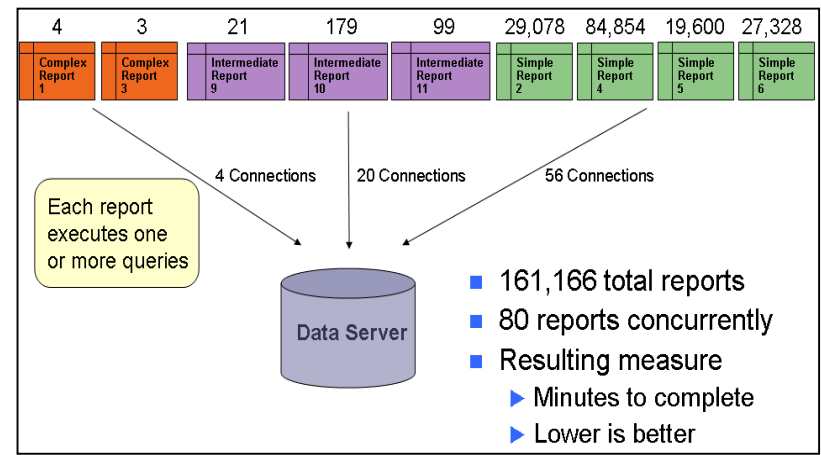 4
3
21
179
99
29,078
84,854
19,600
27,328
Complex
Report
1
Complex
Report
3
Intermediate
Report
9
Intermediate
Report
10
Intermediate
Report
11
Simple
Report
2
Simple
Report
4
Simple
Report
5
Simple
Report
6
4 Connections
20 Connections
56 Connections
Each report
executes one
or more queries
Data Server
161,166 total reports
80 reports concurrently
Resulting measure
Minutes to complete
Lower is better